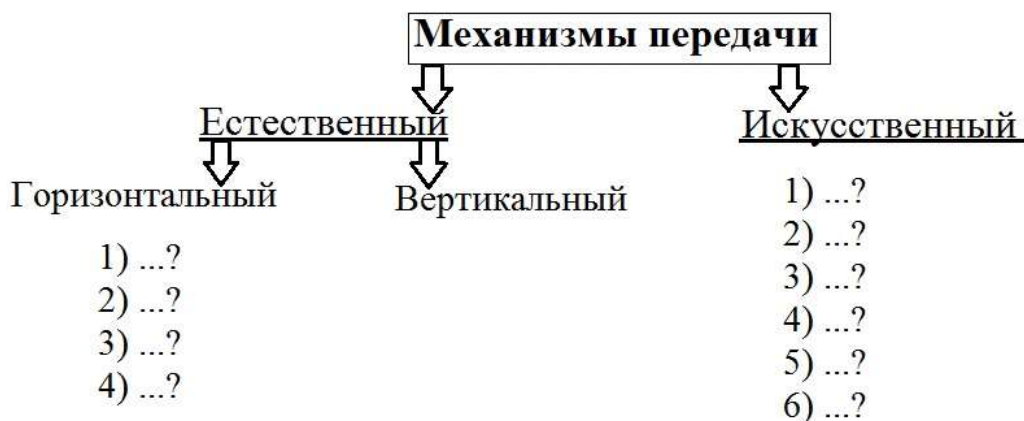 Механизмы передачи
Естественный
Искусственный
Горизонтальный
Вертикальный
1) ...?
2) ...?
3) ...?
4) ...?
1) ...?
2) ...?
3) ...?
4) ...?
5) ...?
6) ...?